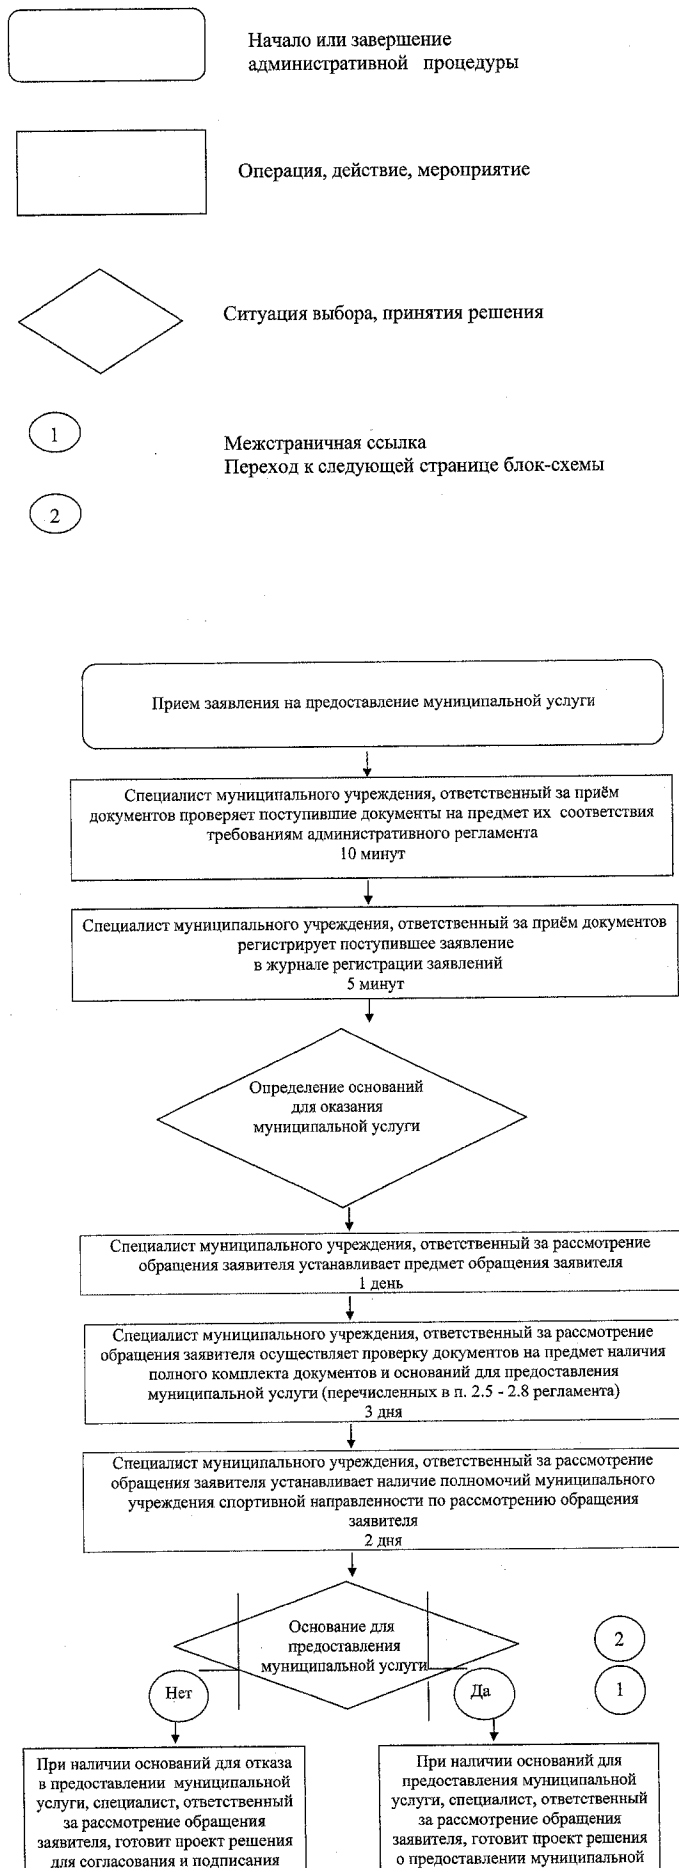 Начало или завершение
административной процедуры
Операция, действие, мероприятие
Ситуация выбора, принятия решения
1
Межстраничная ссылка
Переход к следующей странице блок-схемы
2
Прием заявления на предоставление муниципальной услуги
Специалист муниципального учреждения, ответственный за приём
документов проверяет поступившие документы на предмет их соответствия
требованиям административного регламента
10 минут
Специалист муниципального учреждения, ответственный за приём документов
регистрирует поступившее заявление
в журнале регистрации заявлений
5 минут
Определение оснований
для оказания
муниципальной услуги
Специалист муниципального учреждения, ответственный за рассмотрение
обращения заявителя устанавливает предмет обращения заявителя
1 день
Специалист муниципального учреждения, ответственный за рассмотрение
обращения заявителя осуществляет проверку документов на предмет наличия
полного комплекта документов и оснований для предоставления
муниципальной услуги (перечисленных в п. 2.5 - 2.8 регламента)
3 дня
Специалист муниципального учреждения, ответственный за рассмотрение
обращения заявителя устанавливает наличие полномочий муниципального
учреждения спортивной направленности по рассмотрению обращения
заявителя
2 дня
Основание для
предоставления
муниципальной услуги
2
Нет
Да
1
При наличии оснований для отказа
в предоставлении муниципальной
услуги, специалист, ответственный
за рассмотрение обращения
заявителя, готовит проект решения
для согласования и подписания
При наличии оснований для
предоставления муниципальной
услуги, специалист, ответственный
за рассмотрение обращения
заявителя, готовит проект решения
о предоставлении муниципальной